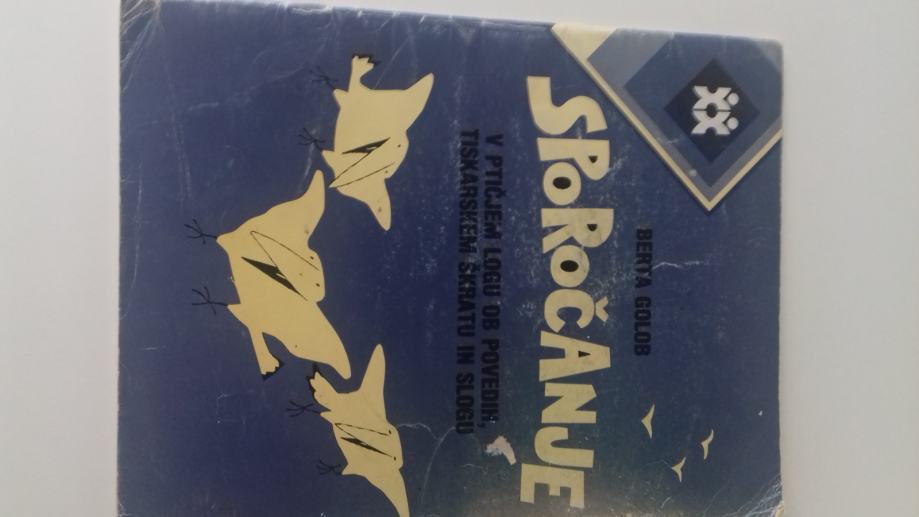 BERTA GOLOB
SPOROČANJE
V PTIČJEM LOGU OB POVEDIH,
TISKARSKEM ŠKRATU IN SLOGU